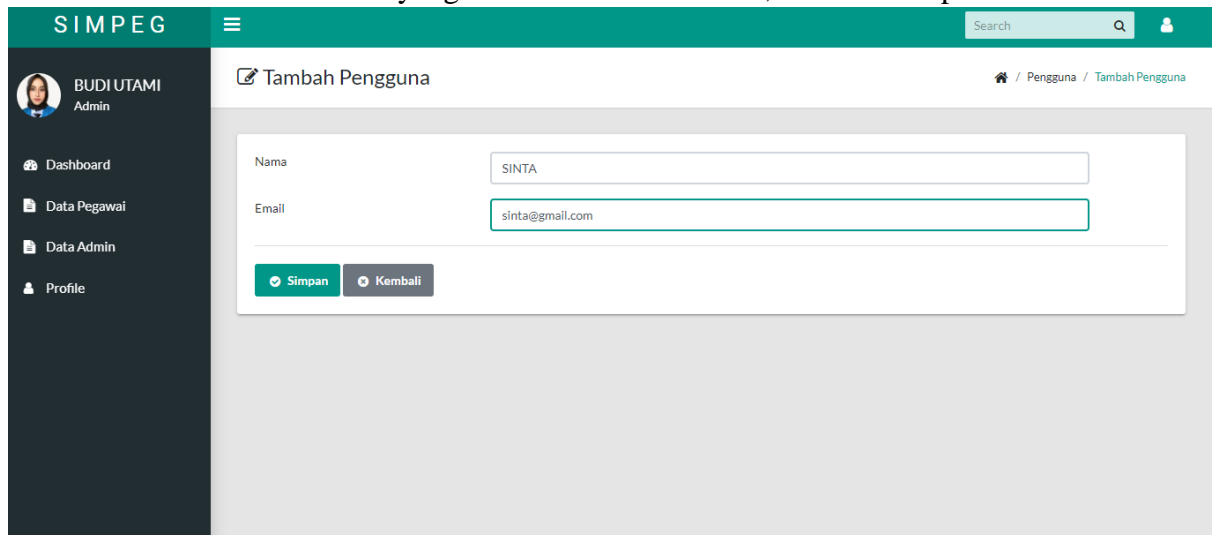 SIMPEG
Search
BUDI UTAMI
Admin
Tambah Pengguna
/ Pengguna / Tambah Pengguna
Dashboard
Data Pegawai
Data Admin
Profile
Nama
SINTA
Email
sinta@gmail.com
Simpan
Kembali